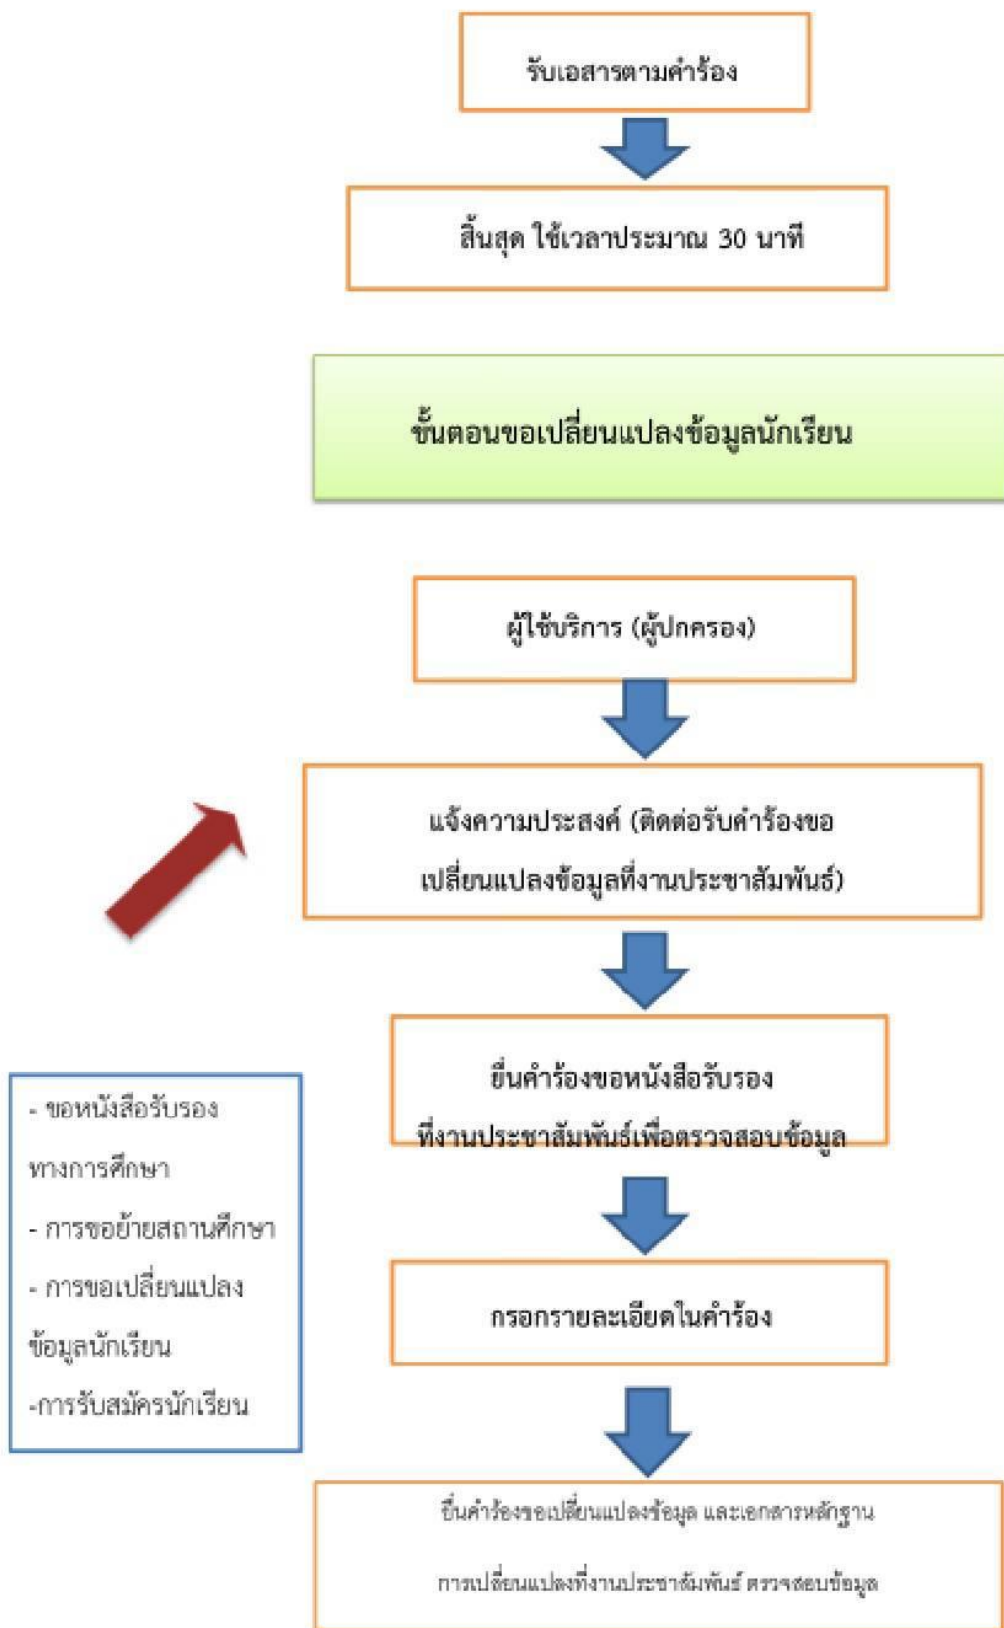 รับเอสารตามคำร้อง
สิ้นสุด ใช้เวลาประมาณ 30 นาที
ขั้นตอนขอเปลี่ยนแปลงข้อมูลนักเรียน
ผู้ใช้บริการ (ผู้ปกครอง)
แจ้งความประสงค์ (ติดต่อรับคำร้องขอ
เปลี่ยนแปลงข้อมูลที่งานประชาสัมพันธ์)
ยื่นคำร้องขอหนังสือรับรอง
ที่งานประชาสัมพันธ์เพื่อตรวจสอบข้อมูล
- ขอหนังสือรับรอง
ทางการศึกษา
- การขอย้ายสถานศึกษา
- การขอเปลี่ยนแปลง
ข้อมูลนักเรียน
-การรับสมัครนักเรียน
กรอกรายละเอียดในคำร้อง
ยื่นคำร้องขอเปลี่ยนแปลงข้อมูล และเอกสารหลักฐาน
การเปลี่ยนแปลงที่งานประชาสัมพันธ์ ตรวจสอบข้อมูล